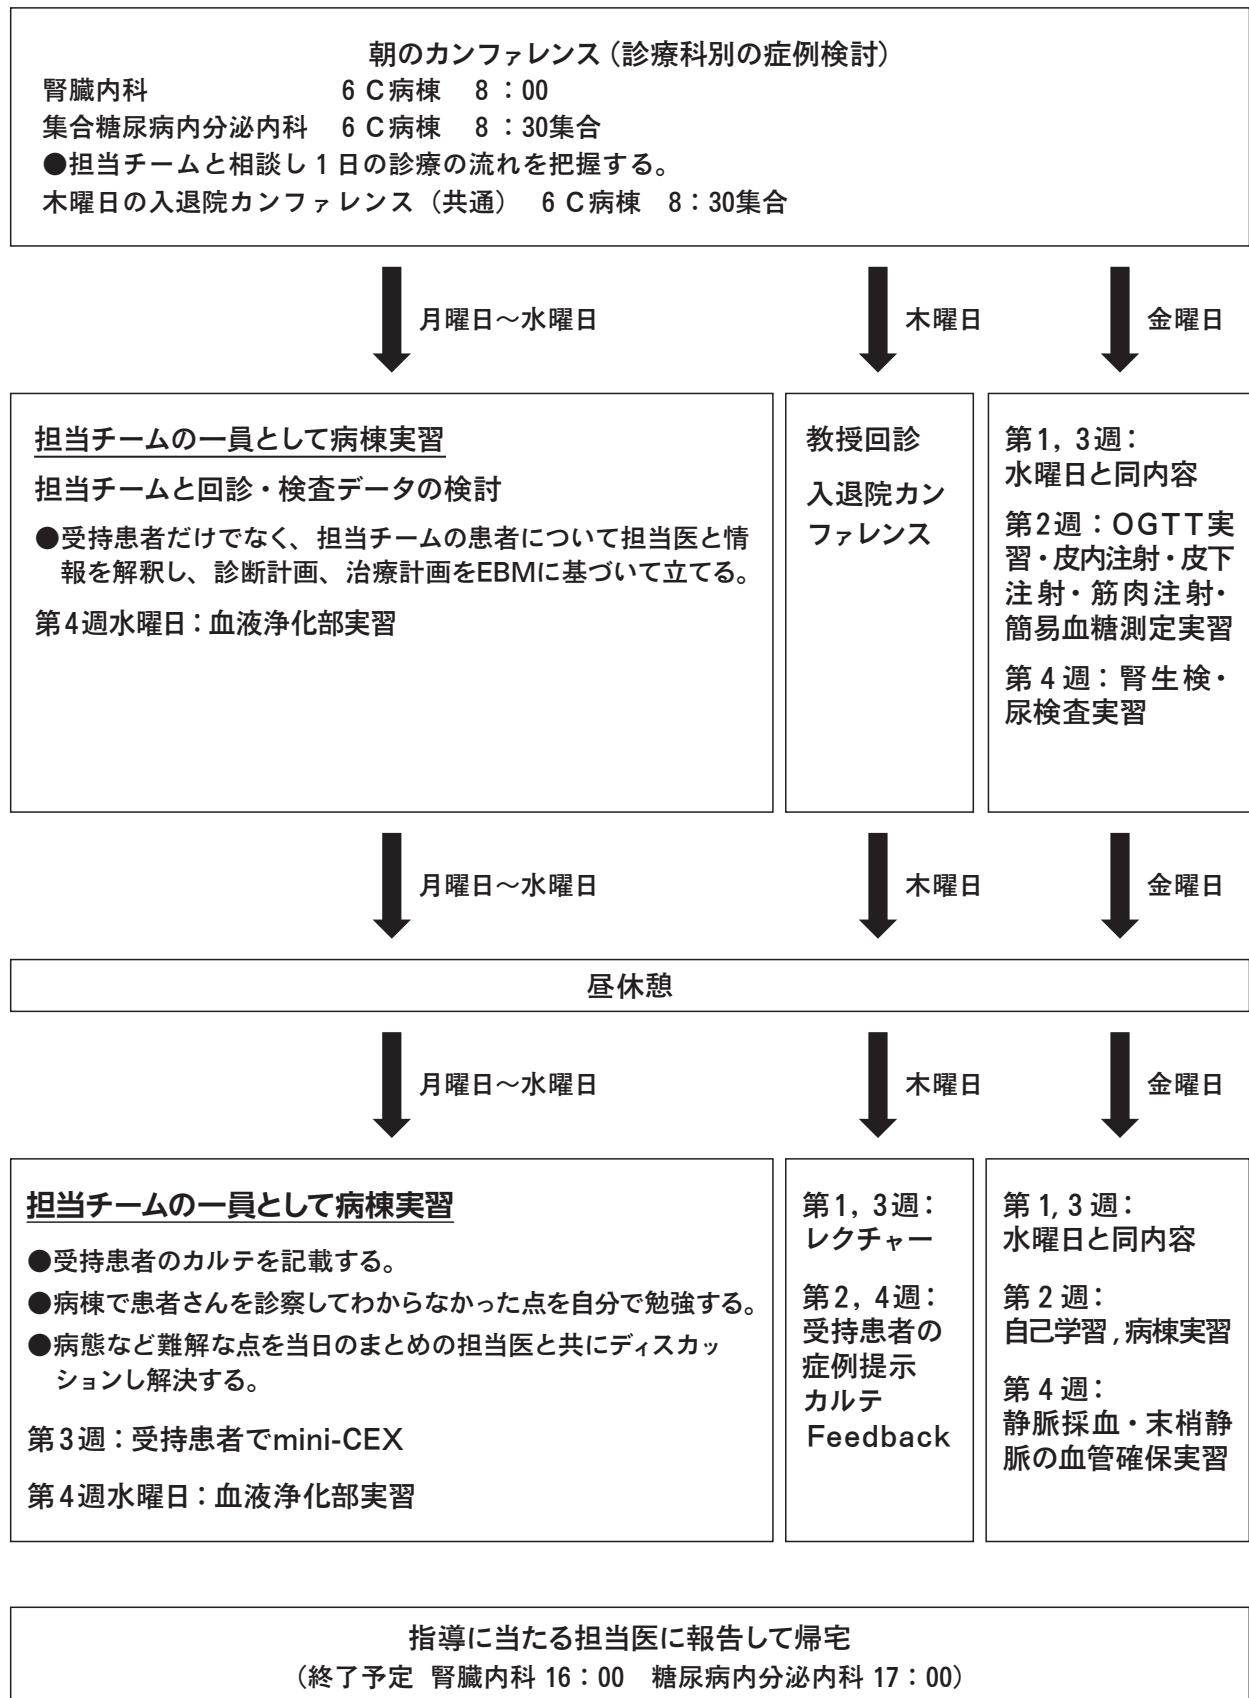 朝のカンファレンス（診療科別の症例検討）
腎臓内科 6C病棟 8：00
集合糖尿病内分泌内科 6C病棟 8：30集合
●担当チームと相談し1日の診療の流れを把握する。
木曜日の入退院カンファレンス（共通） 6C病棟 8：30集合
月曜日～水曜日
木曜日
金曜日
担当チームの一員として病棟実習
担当チームと回診・検査データの検討
●受持患者だけでなく、担当チームの患者について担当医と情
報を解釈し、診断計画、治療計画をEBMに基づいて立てる。
第4週水曜日：血液浄化部実習
教授回診
入退院カン
ファレンス
第1，3週：
水曜日と同内容
第2週：OGTT実
習・皮内注射・皮下
注射・筋肉注射・
簡易血糖測定実習
第4週：腎生検・
尿検査実習
月曜日～水曜日
木曜日
金曜日
昼休憩
月曜日～水曜日
木曜日
金曜日
担当チームの一員として病棟実習
●受持患者のカルテを記載する。
●病棟で患者さんを診察してわからなかった点を自分で勉強する。
●病態など難解な点を当日のまとめの担当医と共にディスカッ
ションし解決する。
第3週：受持患者でmini-CEX
第4週水曜日：血液浄化部実習
第1，3週：
レクチャー
第2，4週：
受持患者の
症例提示
カルテ
Feedback
第1，3週：
水曜日と同内容
第2週：
自己学習，病棟実習
第4週：
静脈採血・末梢静
脈の血管確保実習
指導に当たる担当医に報告して帰宅
（終了予定 腎臓内科 16：00 糖尿病内分泌内科 17：00）